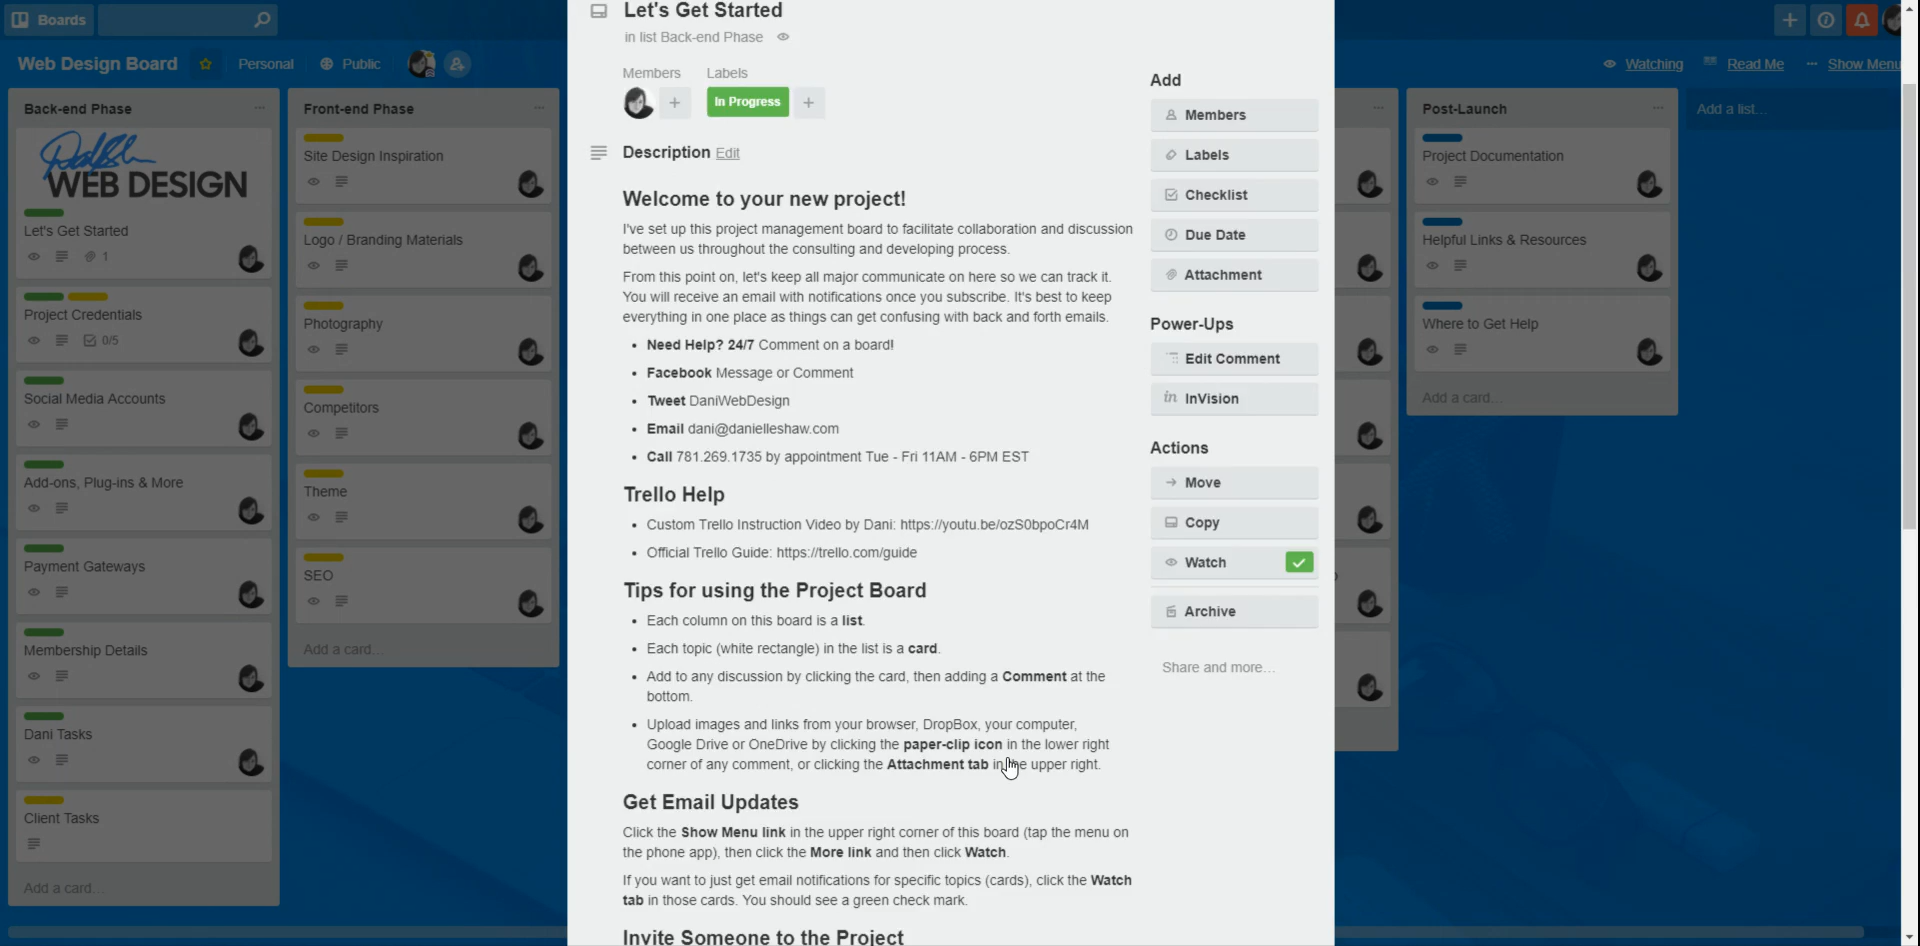 Boards
Web Design Board
Personal
Public
Watching
Read Me
Show Menu
Back-end Phase
WEB DESIGN
Let's Get Started
1
Project Credentials
0/5
Social Media Accounts
Add-ons, Plug-ins & More
Payment Gateways
Membership Details
Dani Tasks
Client Tasks
Add a card...
Front-end Phase
Site Design Inspiration
Logo / Branding Materials
Photography
Competitors
Theme
SEO
Add a card...
Let's Get Started
in list Back-end Phase
Members Labels
+ In Progress +
Description Edit
Welcome to your new project!
I've set up this project management board to facilitate collaboration and discussion
between us throughout the consulting and developing process.
From this point on, let's keep all major communicate on here so we can track it.
You will receive an email with notifications once you subscribe. It's best to keep
everything in one place as things can get confusing with back and forth emails.
• Need Help? 24/7 Comment on a board!
• Facebook Message or Comment
• Tweet DaniWebDesign
• Email dani@danielleshaw.com
• Call 781.269.1735 by appointment Tue - Fri 11AM - 6PM EST
Trello Help
• Custom Trello Instruction Video by Dani: https://youtu.be/ozS0bpoCr4M
• Official Trello Guide: https://trello.com/guide
Tips for using the Project Board
• Each column on this board is a list.
• Each topic (white rectangle) in the list is a card.
• Add to any discussion by clicking the card, then adding a Comment at the
bottom.
• Upload images and links from your browser, DropBox, your computer,
Google Drive or OneDrive by clicking the paper-clip icon in the lower right
corner of any comment, or clicking the Attachment tab in the upper right.
Get Email Updates
Click the Show Menu link in the upper right corner of this board (tap the menu on
the phone app), then click the More link and then click Watch.
If you want to just get email notifications for specific topics (cards), click the Watch
tab in those cards. You should see a green check mark.
Invite Someone to the Project
Add
Members
Labels
Checklist
Due Date
Attachment
Power-Ups
Edit Comment
in InVision
Actions
Move
Copy
Watch
Archive
Share and more...
Post-Launch
Project Documentation
Helpful Links & Resources
Where to Get Help
Add a card...
Add a list...